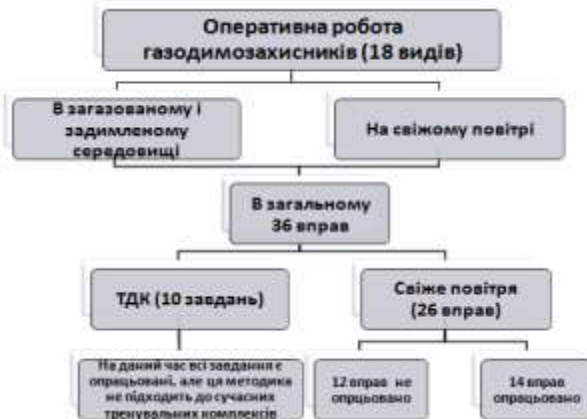 Оперативна робота
газодимозахисників (18 видів)
В загазованому і
задимленому
середовищі
На свіжому повітрі
В загальному
36 вправ
ТДК (10 завдань)
Свіже повітря
(26 вправ)
На даний час всі завдання є
опрацьовані, але ця методика
не підходить до сучасних
тренувальних комплексів
12 вправ не
опрцьовано
14 вправ
опрацьовано